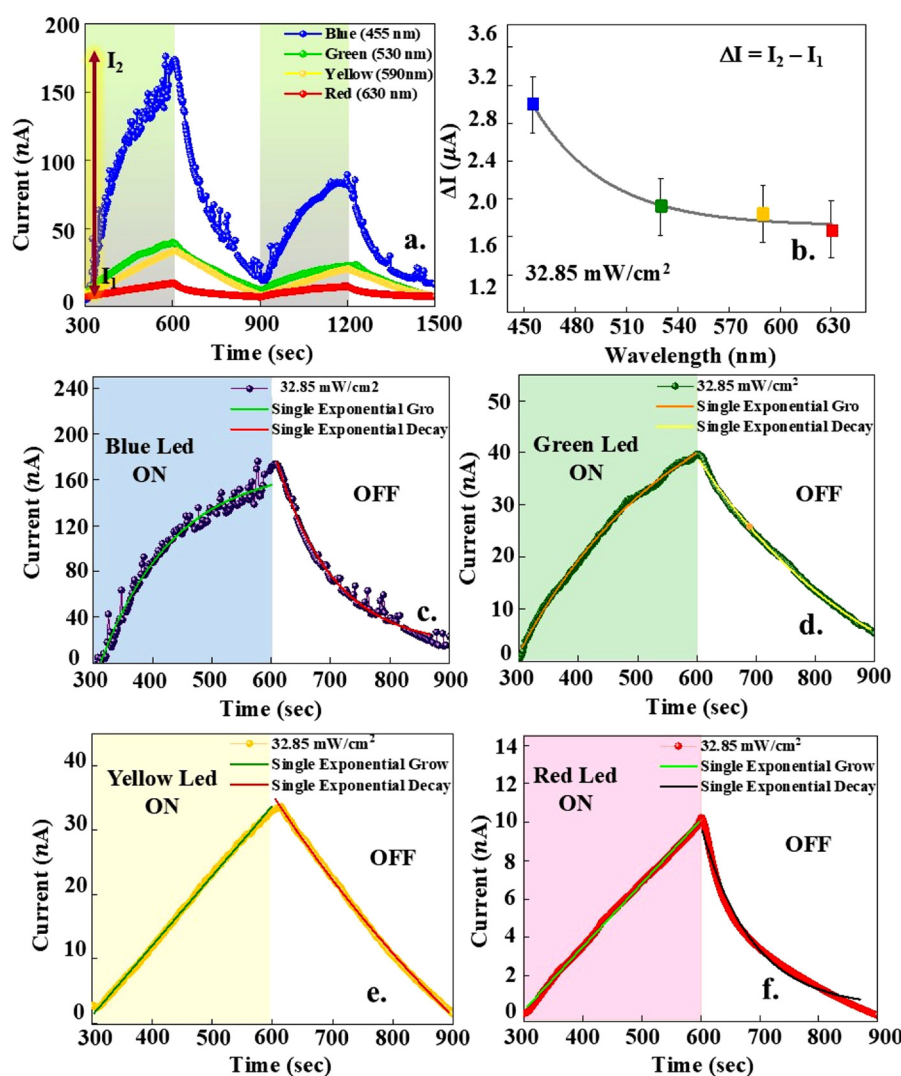 200
150
100
50
0
Current (nA)
I2
I1
Blue (455 nm)
Green (530 nm)
Yellow (590nm)
Red (630 nm)
a.
300 600 900 1200 1500
Time (sec)
3.6
3.2
2.8
2.4
2.0
1.6
1.2
ΔI (μA)
ΔI = I2 – I1
b.
32.85 mW/cm2
450 480 510 540 570 590 630
Wavelength (nm)
240
200
160
120
80
40
0
Current (nA)
32.85 mW/cm2
Single Exponential Gro
Single Exponential Decay
Blue Led
ON
OFF
c.
300 400 500 600 700 800 900
Time (sec)
50
40
30
20
10
0
Current (nA)
32.85 mW/cm2
Single Exponential Gro
Single Exponential Decay
Green Led
ON
OFF
d.
300 400 500 600 700 800 900
Time (sec)
40
30
20
10
0
Current (nA)
32.85 mW/cm2
Single Exponential Grow
Single Exponential Decay
Yellow Led
ON
OFF
e.
300 400 500 600 700 800 900
Time (sec)
14
12
10
8
6
4
2
0
Current (nA)
32.85 mW/cm2
Single Exponential Grow
Single Exponential Decay
Red Led
ON
OFF
f.
300 400 500 600 700 800 900
Time (sec)